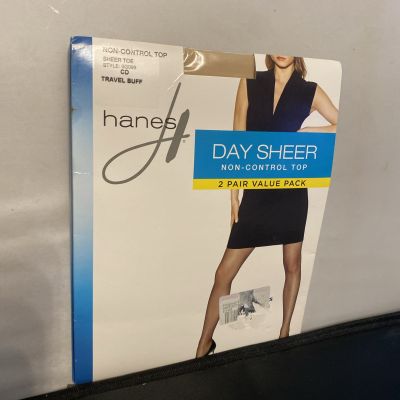 NON-CONTROL TOP
SHEER TOE
CD
TRAVEL BUFF
hanes
DAY SHEER
NON-CONTROL TOP
2 PAIR VALUE PACK